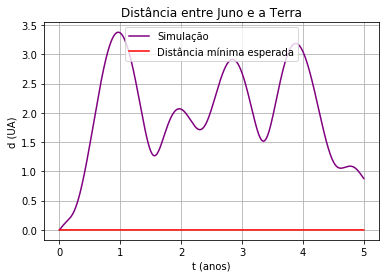 Distância entre Juno e a Terra
Simulação
Distância mínima esperada
d (UA)
3.5
3.0
2.5
2.0
1.5
1.0
0.5
0.0
0 1 2 3 4 5
t (anos)